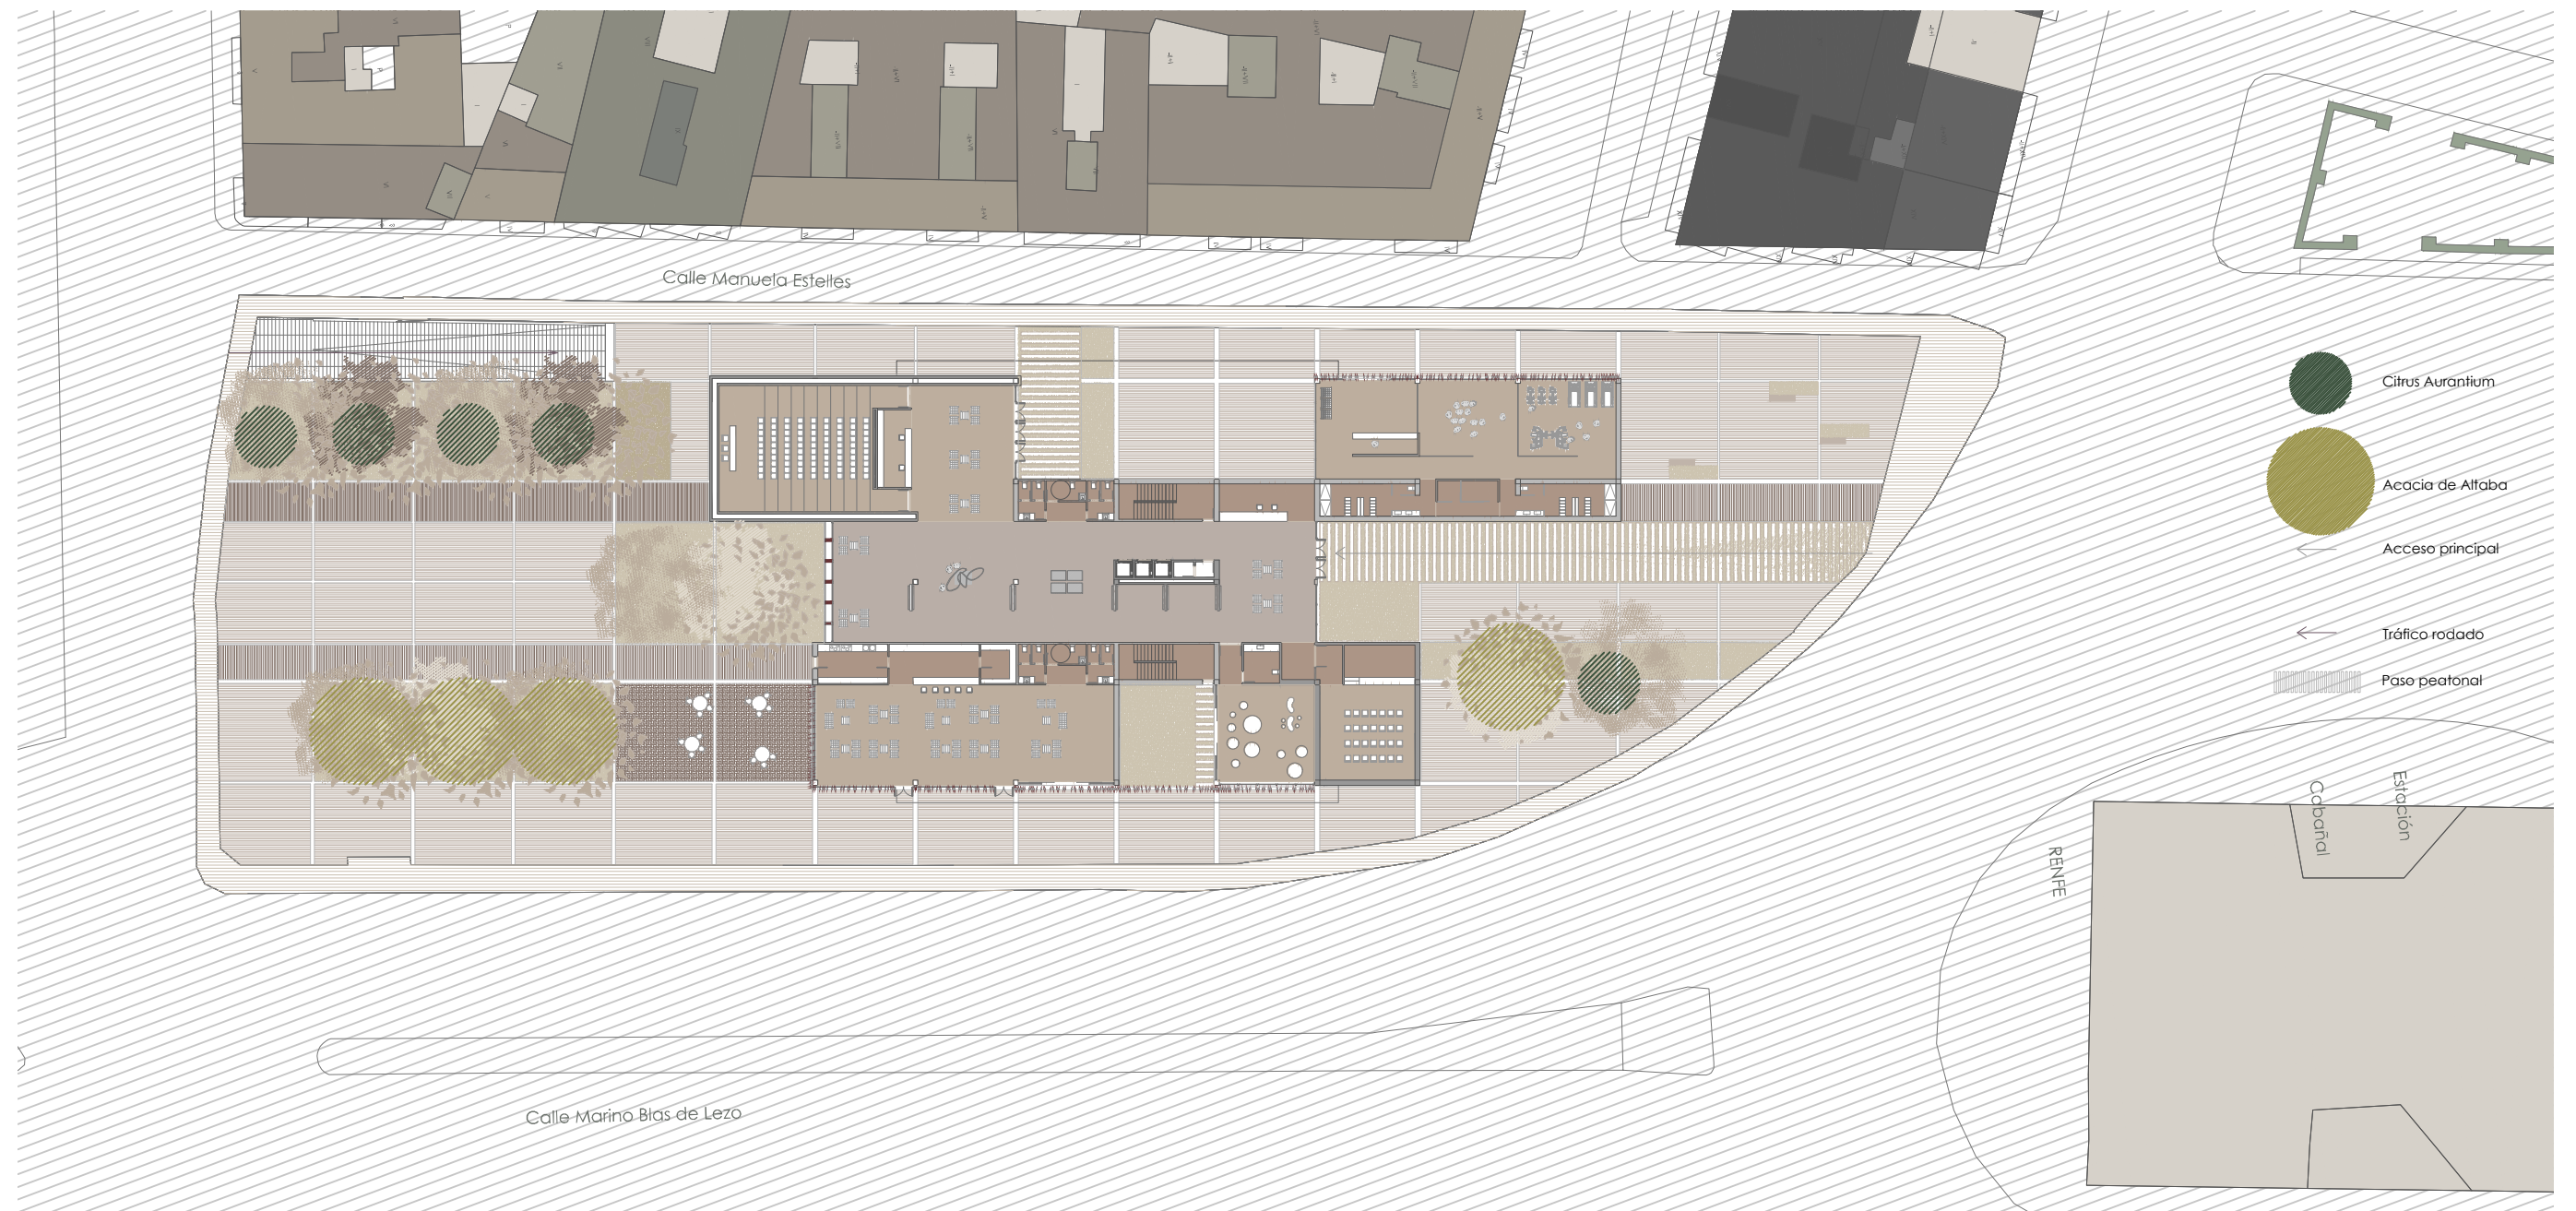 Calle Manuela Estelles
Citrus Aurantium
Acacia de Altaba
Acceso principal
Tráfico rodado
Paso peatonal
Estación
Cabañal
RENFE
Calle Marino Blas de Lezo